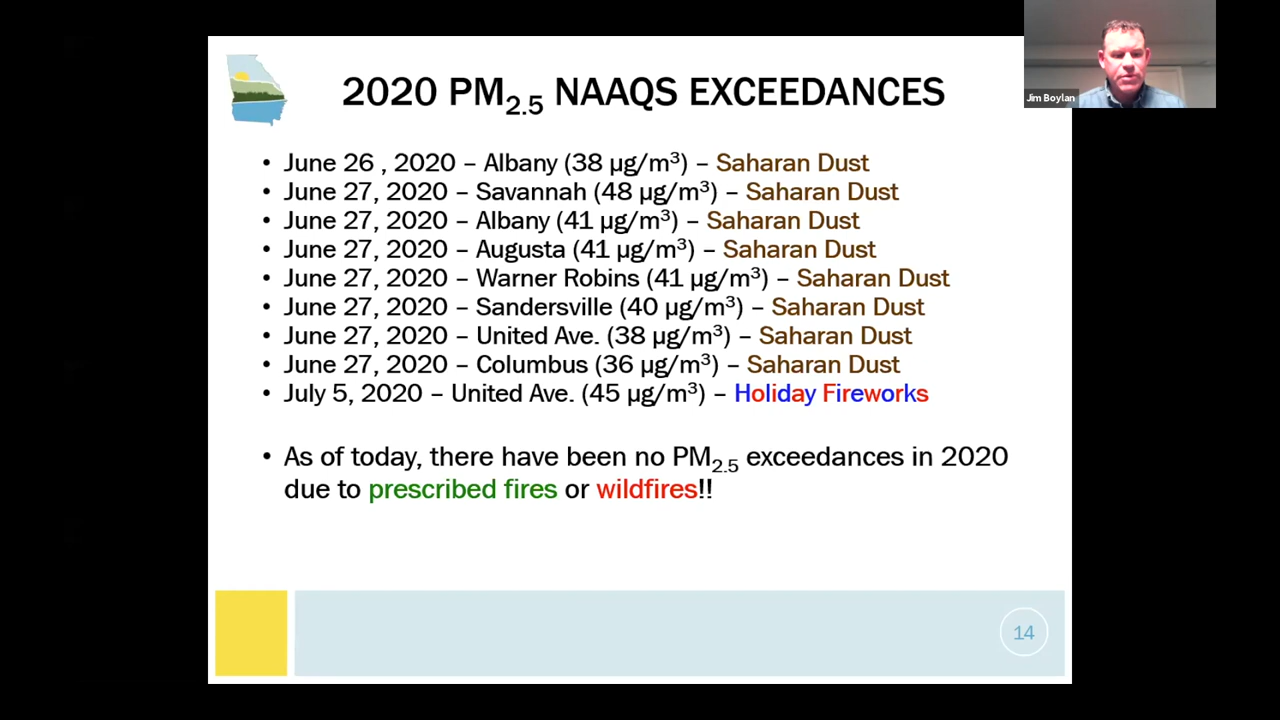 2020 PM2.5 NAAQS EXCEEDANCES
Jim Boylan
• June 26 , 2020 – Albany (38 µg/m³) – Saharan Dust
• June 27, 2020 – Savannah (48 µg/m³) – Saharan Dust
• June 27, 2020 – Albany (41 µg/m³) – Saharan Dust
• June 27, 2020 – Augusta (41 µg/m³) – Saharan Dust
• June 27, 2020 – Warner Robins (41 µg/m³) – Saharan Dust
• June 27, 2020 – Sandersville (40 µg/m³) – Saharan Dust
• June 27, 2020 – United Ave. (38 µg/m³) – Saharan Dust
• June 27, 2020 – Columbus (36 µg/m³) – Saharan Dust
• July 5, 2020 – United Ave. (45 µg/m³) – Holiday Fireworks
• As of today, there have been no PM2.5 exceedances in 2020
due to prescribed fires or wildfires!!
14